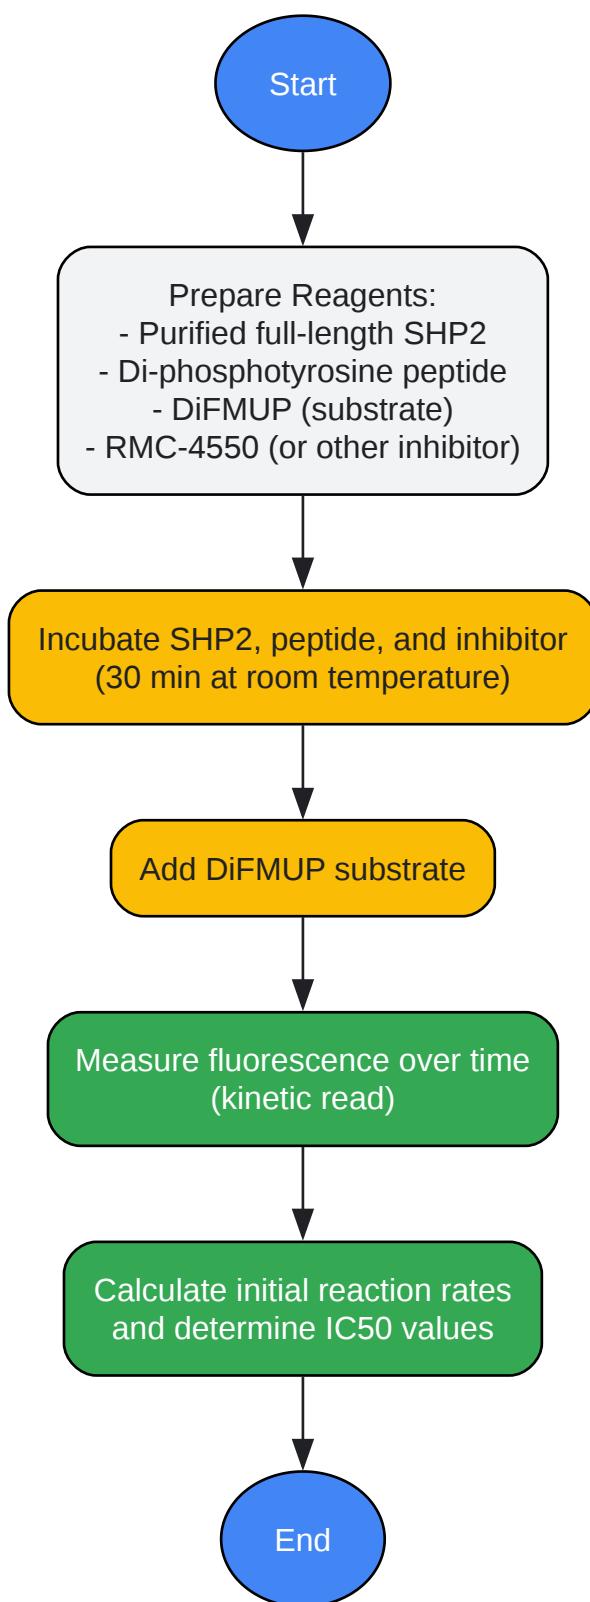 Start
Prepare Reagents:
- Purified full-length SHP2
- Di-phosphotyrosine peptide
- DiFMUP (substrate)
- RMC-4550 (or other inhibitor)
Incubate SHP2, peptide, and inhibitor
(30 min at room temperature)
Add DiFMUP substrate
Measure fluorescence over time
(kinetic read)
Calculate initial reaction rates
and determine IC50 values
End